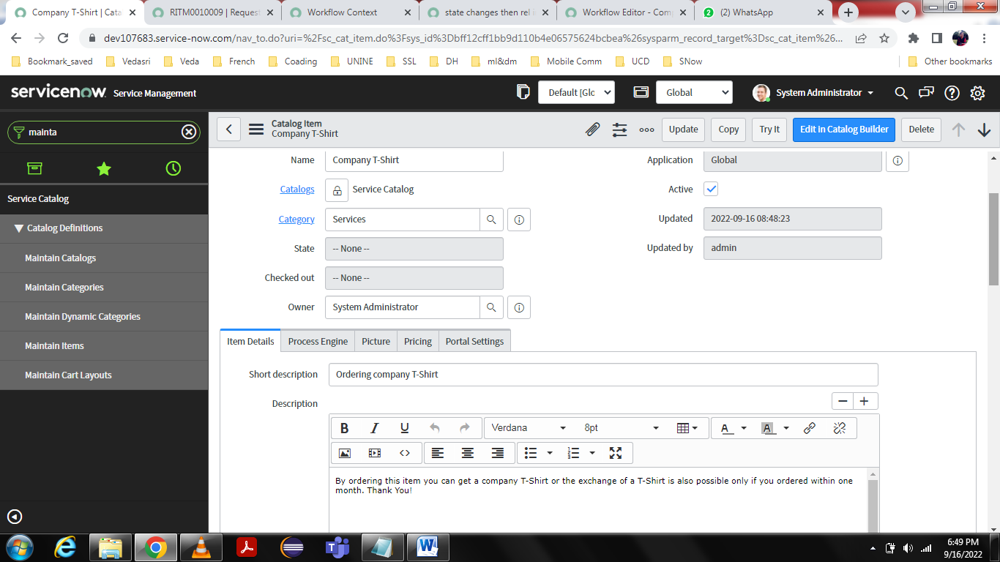 Company T-Shirt | Cata
RITM0010009 | Request
Workflow Context
state changes then rel i
Workflow Editor - Com
(2) WhatsApp
dev107683.service-now.com/nav_to.do?uri=%2Fsc_cat_item.do%3Fsys_id%3Dbff12cff1bb9d110b4e06575624bcbea%26sysparm_record_target%3Dsc_cat_item%26...
Bookmark_saved Vedasri Veda French Coading UNINE SSL DH ml&dm Mobile Comm UCD SNow Other bookmarks
servicenow Service Management Default [Glc Global System Administrator
mainta
Service Catalog
Catalog Definitions
Maintain Catalogs
Maintain Categories
Maintain Dynamic Categories
Maintain Items
Maintain Cart Layouts
Catalog Item
Company T-Shirt
Update Copy Try It Edit in Catalog Builder Delete
Name Company T-Shirt Application Global
Catalogs Service Catalog Active
Category Services Updated 2022-09-16 08:48:23
State -- None -- Updated by admin
Checked out -- None --
Owner System Administrator
Item Details Process Engine Picture Pricing Portal Settings
Short description Ordering company T-Shirt
Description
B I U Verdana 8pt A A
By ordering this item you can get a company T-Shirt or the exchange of a T-Shirt is also possible only if you ordered within one
month. Thank You!
6:49 PM
9/16/2022